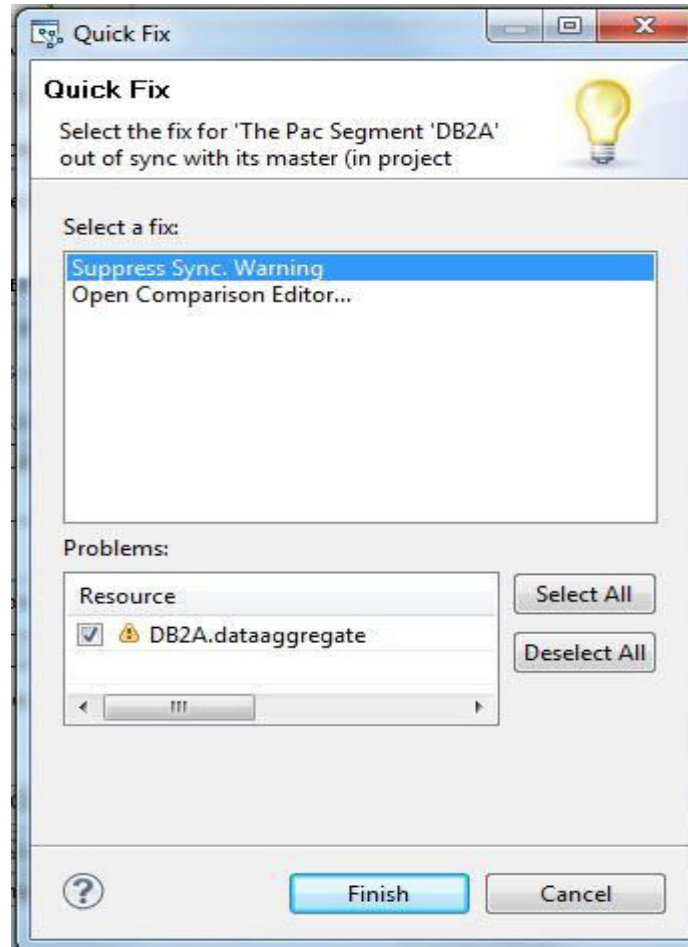 Quick Fix
Quick Fix
Select the fix for 'The Pac Segment 'DB2A'
out of sync with its master (in project
Select a fix:
Suppress Sync. Warning
Open Comparison Editor...
Problems:
Resource
Select All
DB2A.dataaggregate
Deselect All
Finish
Cancel